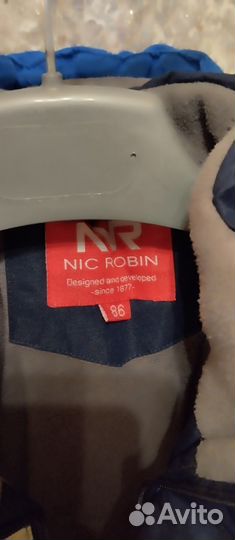 NR
NIC ROBIN
Designed and developed
-since 1877-
86
Avito